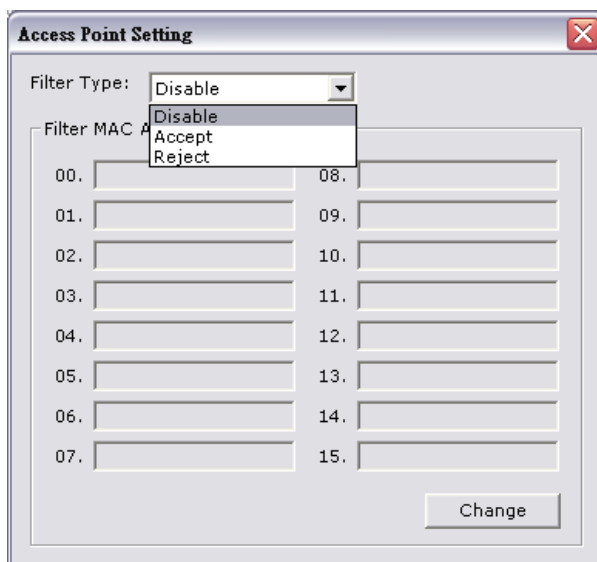 Access Point Setting
Filter Type: Disable
Disable
Accept
Reject
Filter MAC
00. 08.
01. 09.
02. 10.
03. 11.
04. 12.
05. 13.
06. 14.
07. 15.
Change